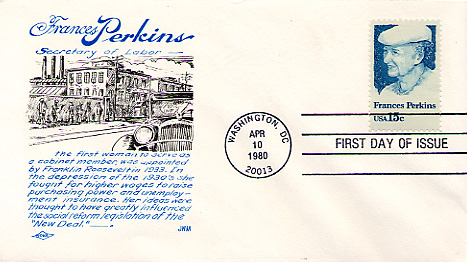 Frances Perkins
Secretary of Labor
the first woman to serve as
a cabinet member, was appointed
by Franklin Roosevelt in 1933. In
the depression of the 1930's she
fought for higher wages to raise
purchasing power and unemploy-
ment insurance. Her ideas were
thought to have greatly influenced
the social reform legislation of the
"New Deal."
JWM
WASHINGTON, DC
APR
10
1980
20013
Frances Perkins
USA 15c
FIRST DAY OF ISSUE